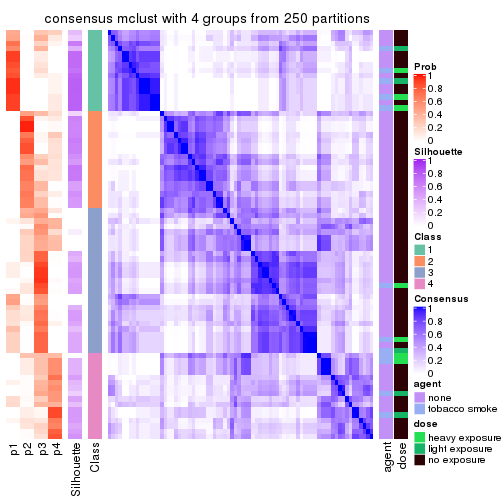 consensus mclust with 4 groups from 250 partitions
p1
p2
p3
p4
Silhouette
Class
agent
dose
Prob
1
0.8
0.6
0.4
0.2
0
Silhouette
1
0.8
0.6
0.4
0.2
0
Class
1
2
3
4
Consensus
1
0.8
0.6
0.4
0.2
0
agent
none
tobacco smoke
dose
heavy exposure
light exposure
no exposure